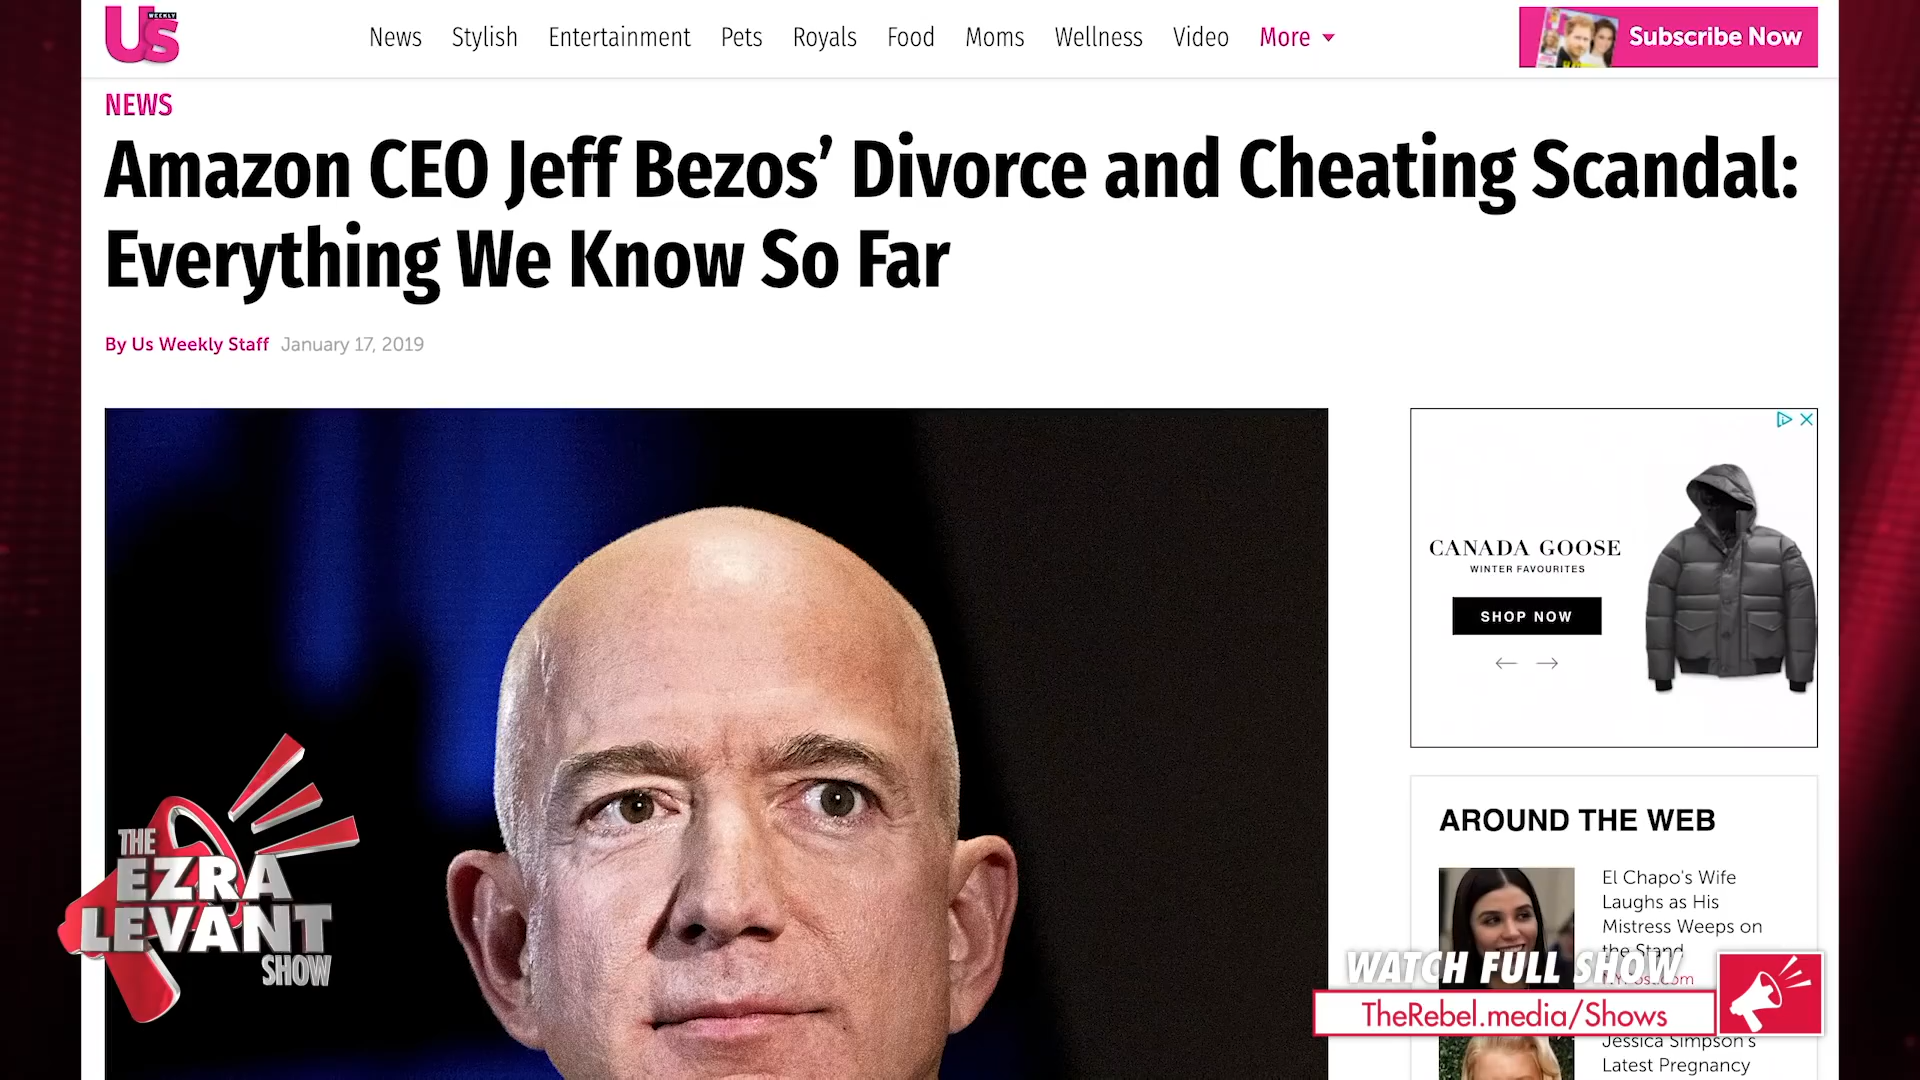 Us
WEEKLY
News Stylish Entertainment Pets Royals Food Moms Wellness Video More
Subscribe Now
NEWS
Amazon CEO Jeff Bezos’ Divorce and Cheating Scandal:
Everything We Know So Far
By Us Weekly Staff January 17, 2019
CANADA GOOSE
WINTER FAVOURITES
SHOP NOW
AROUND THE WEB
El Chapo's Wife
Laughs as His
Mistress Weeps on
the Stand
THE
EZRA
LEVANT
SHOW
WATCH FULL SHOW
TheRebel.media/Shows
Jessica Simpson's
Latest Pregnancy